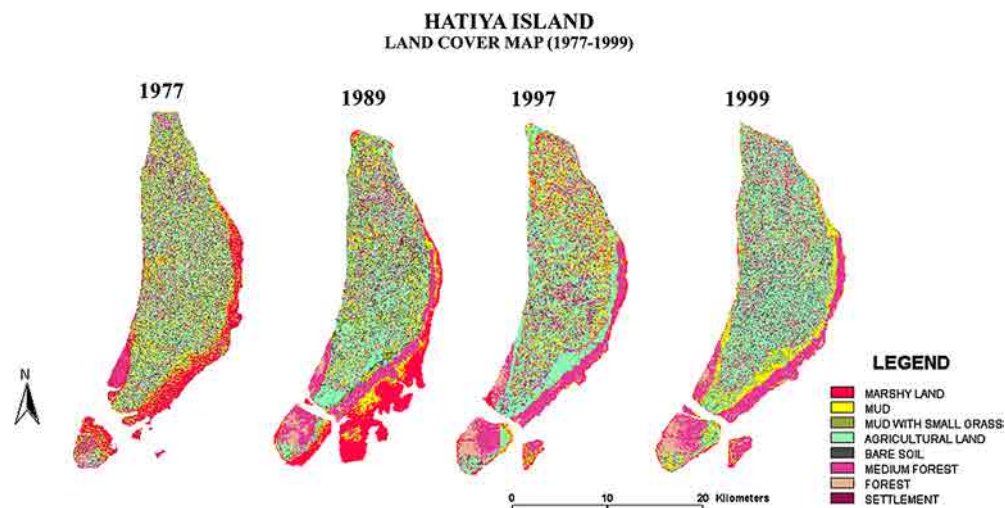 HATIYA ISLAND
LAND COVER MAP (1977-1999)
1977
1989
1997
1999
N
LEGEND
MARSHY LAND
MUD
MUD WITH SMALL GRASS
AGRICULTURAL LAND
BARE SOIL
MEDIUM FOREST
FOREST
SETTLEMENT
0 10 20 Kilometers